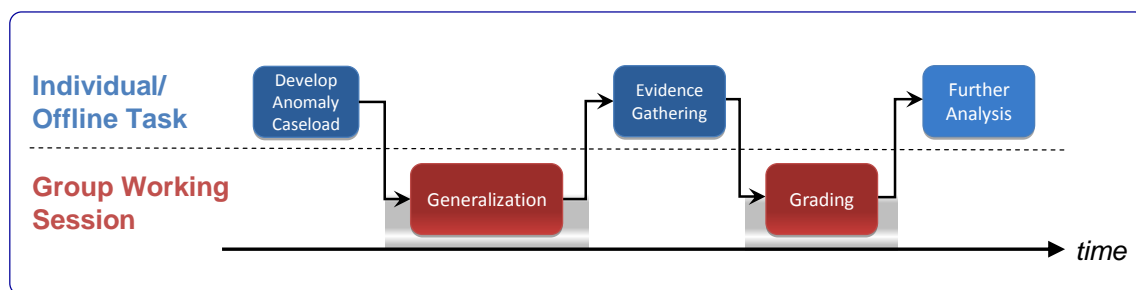 Individual/
Offline Task
Develop
Anomaly
Caseload
Evidence
Gathering
Further
Analysis
Group Working
Session
Generalization
Grading
time